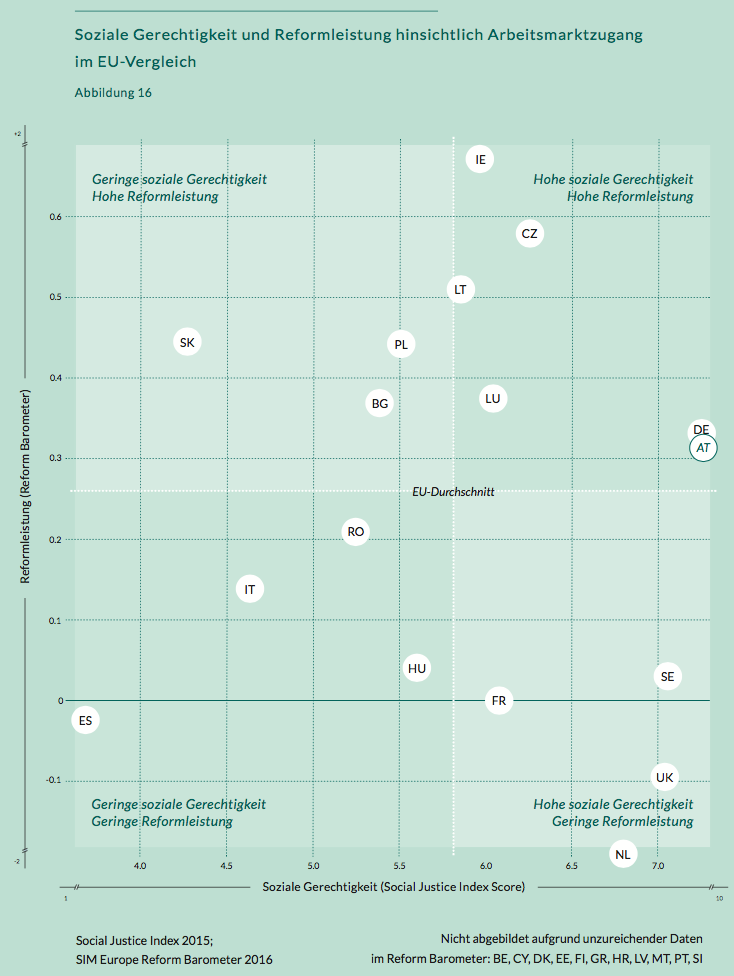 Soziale Gerechtigkeit und Reformleistung hinsichtlich Arbeitsmarktzugang
im EU-Vergleich
Abbildung 16
+2
Geringe soziale Gerechtigkeit
Hohe Reformleistung
Hohe soziale Gerechtigkeit
Hohe Reformleistung
IE
0.6
CZ
0.5
LT
SK
PL
0.4
BG
LU
DE
AT
0.3
EU-Durchschnitt
Reformleistung (Reform Barometer)
0.2
RO
IT
0.1
HU
SE
0
FR
ES
-0.1
UK
Geringe soziale Gerechtigkeit
Geringe Reformleistung
Hohe soziale Gerechtigkeit
Geringe Reformleistung
NL
-2
4.0 4.5 5.0 5.5 6.0 6.5 7.0
Soziale Gerechtigkeit (Social Justice Index Score)
1 10
Social Justice Index 2015;
SIM Europe Reform Barometer 2016
Nicht abgebildet aufgrund unzureichender Daten
im Reform Barometer: BE, CY, DK, EE, FI, GR, HR, LV, MT, PT, SI